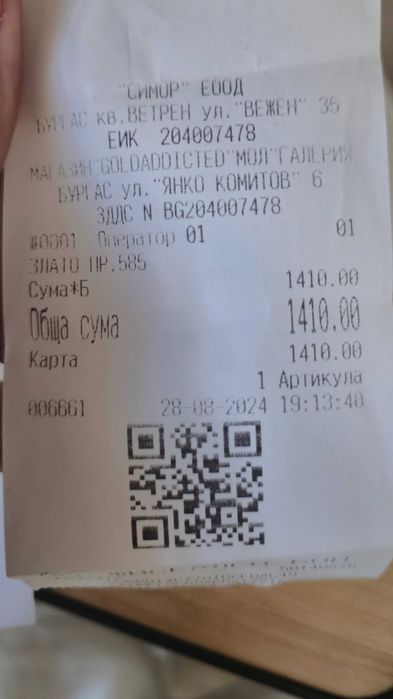 "СИМОР" ЕООД
БУРГАС кв.ВЕТРЕН ул."ВЕЖЕН" 35
ЕИК 204007478
МАГАЗИН"GOLDADDICTED"МОЛ"ГАЛЕРИЯ
БУРГАС ул."ЯНКО КОМИТОВ" 6
ЗДДС N BG204007478
#0001 Оператор 01 01
ЗЛАТО ПР.585
Сума*Б 1410.00
Обща сума 1410.00
Карта 1410.00
1 Артикула
006661 28-08-2024 19:13:40